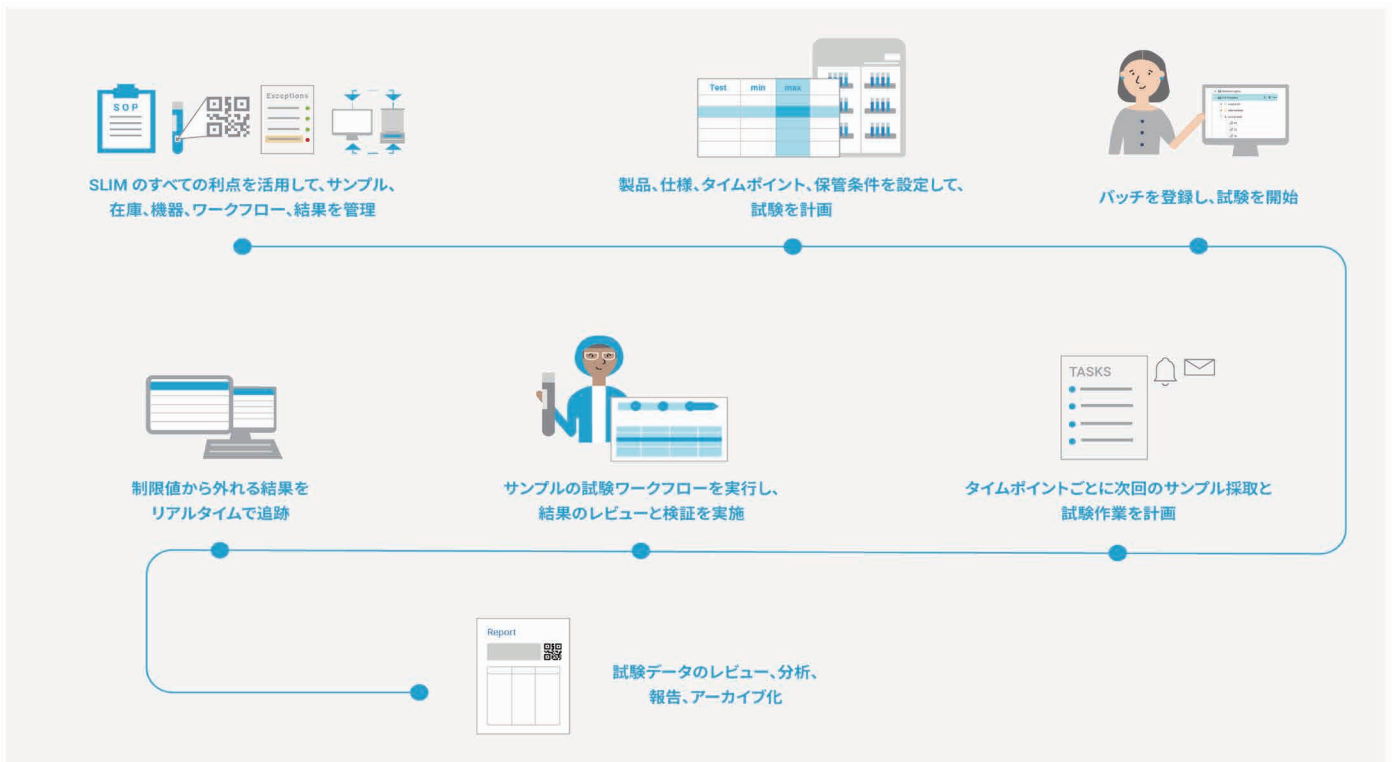 SOP
Exceptions
SLIM のすべての利点を活用して、サンプル、
在庫、機器、ワークフロー、結果を管理
Test min max
製品、仕様、タイムポイント、保管条件を設定して、
試験を計画
バッチを登録し、試験を開始
TASKS
タイムポイントごとに次回のサンプル採取と
試験作業を計画
サンプルの試験ワークフローを実行し、
結果のレビューと検証を実施
制限値から外れる結果を
リアルタイムで追跡
Report
試験データのレビュー、分析、
報告、アーカイブ化